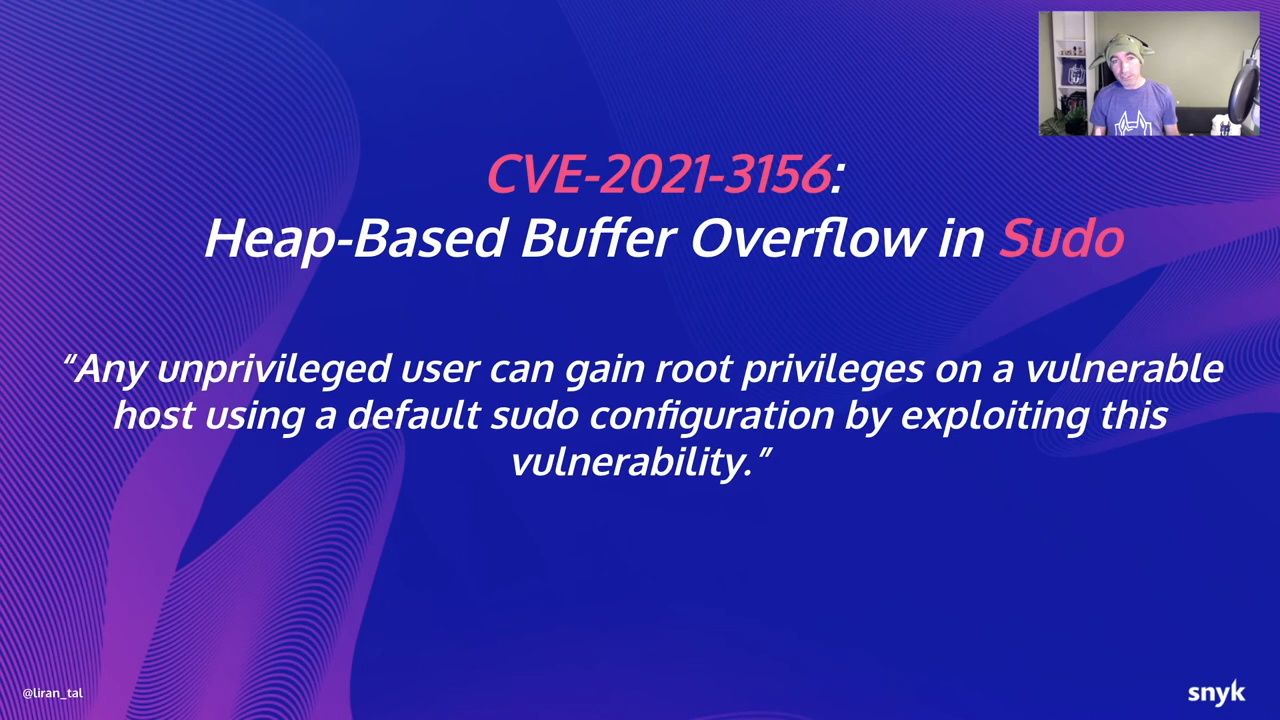 CVE-2021-3156:
Heap-Based Buffer Overflow in Sudo
“Any unprivileged user can gain root privileges on a vulnerable
host using a default sudo configuration by exploiting this
vulnerability.”
@liran_tal
snyk